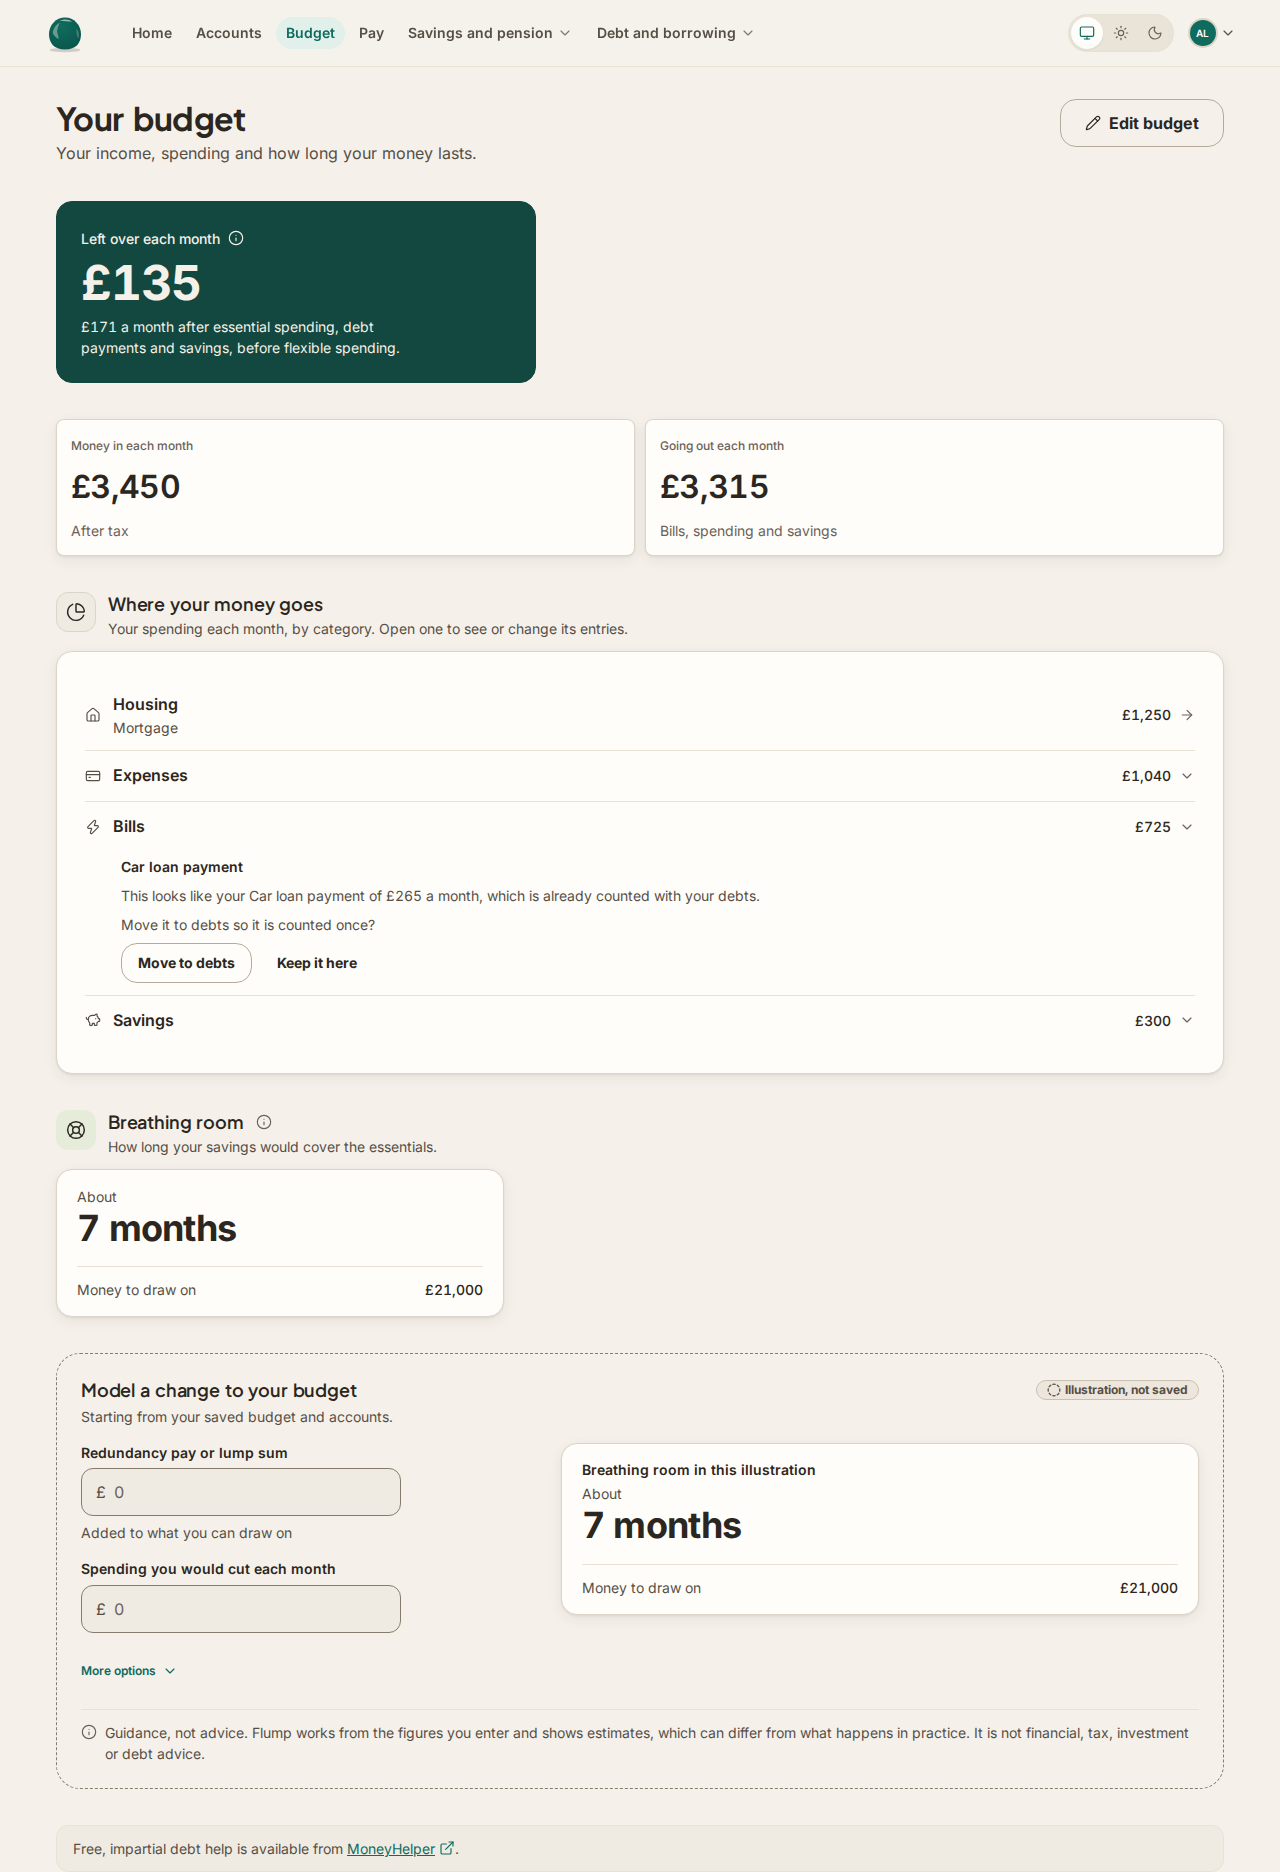 Home
Accounts
Budget
Pay
Savings and pension
Debt and borrowing
AL
Your budget
Your income, spending and how long your money lasts.
Edit budget
Left over each month
£135
£171 a month after essential spending, debt
payments and savings, before flexible spending.
Money in each month
£3,450
After tax
Going out each month
£3,315
Bills, spending and savings
Where your money goes
Your spending each month, by category. Open one to see or change its entries.
Housing
Mortgage
£1,250
Expenses
£1,040
Bills
£725
Car loan payment
This looks like your Car loan payment of £265 a month, which is already counted with your debts.
Move it to debts so it is counted once?
Move to debts
Keep it here
Savings
£300
Breathing room
How long your savings would cover the essentials.
About
7 months
Money to draw on
£21,000
Model a change to your budget
Illustration, not saved
Starting from your saved budget and accounts.
Redundancy pay or lump sum
£ 0
Added to what you can draw on
Spending you would cut each month
£ 0
More options
Breathing room in this illustration
About
7 months
Money to draw on
£21,000
Guidance, not advice. Flump works from the figures you enter and shows estimates, which can differ from what happens in practice. It is not financial, tax, investment
or debt advice.
Free, impartial debt help is available from MoneyHelper.